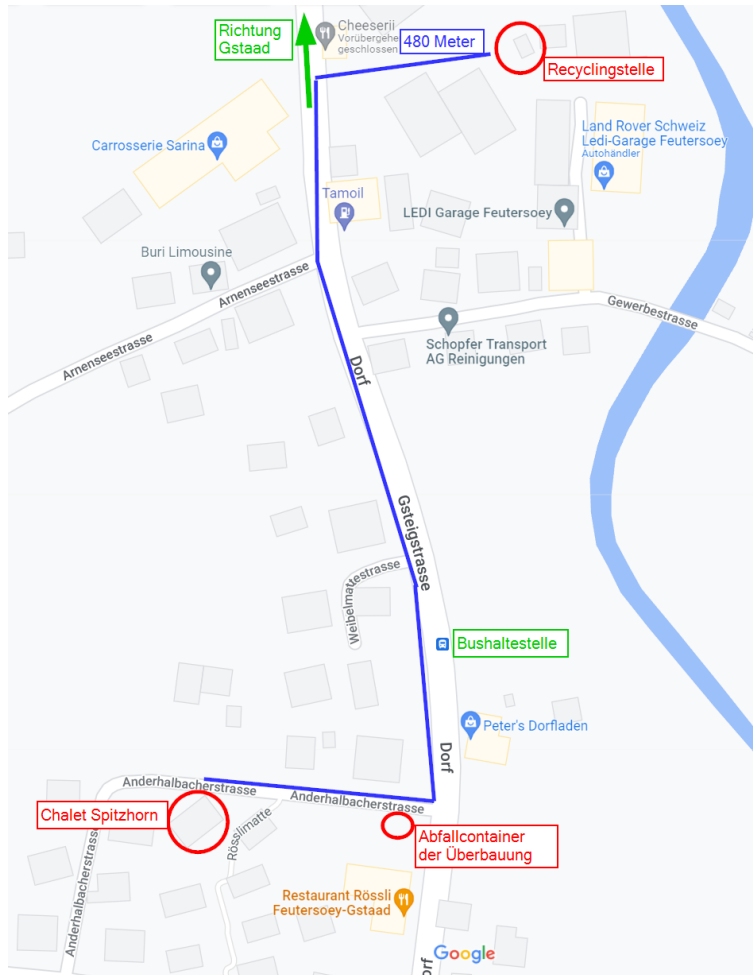 Richtung
Gstaad
Cheeserii
Vorübergehe
geschlossen
480 Meter
Recyclingstelle
Carrosserie Sarina
Land Rover Schweiz
Ledi-Garage Feutersoey
Autohändler
Tamoil
LEDI Garage Feutersoey
Buri Limousine
Arnenseestrasse
Arnenseestrasse
Gewerbestrasse
Schopfer Transport
AG Reinigungen
Dorf
Gsteigstrasse
Weibelmattestrasse
Bushaltestelle
Peter's Dorfladen
Dorf
Anderhalbacherstrasse
Anderhalbacherstrasse
Chalet Spitzhorn
Abfallcontainer
der Überbauung
Rösslimatte
Anderhalbacherstrasse
Restaurant Rössli
Feutersoey-Gstaad
Google
orf